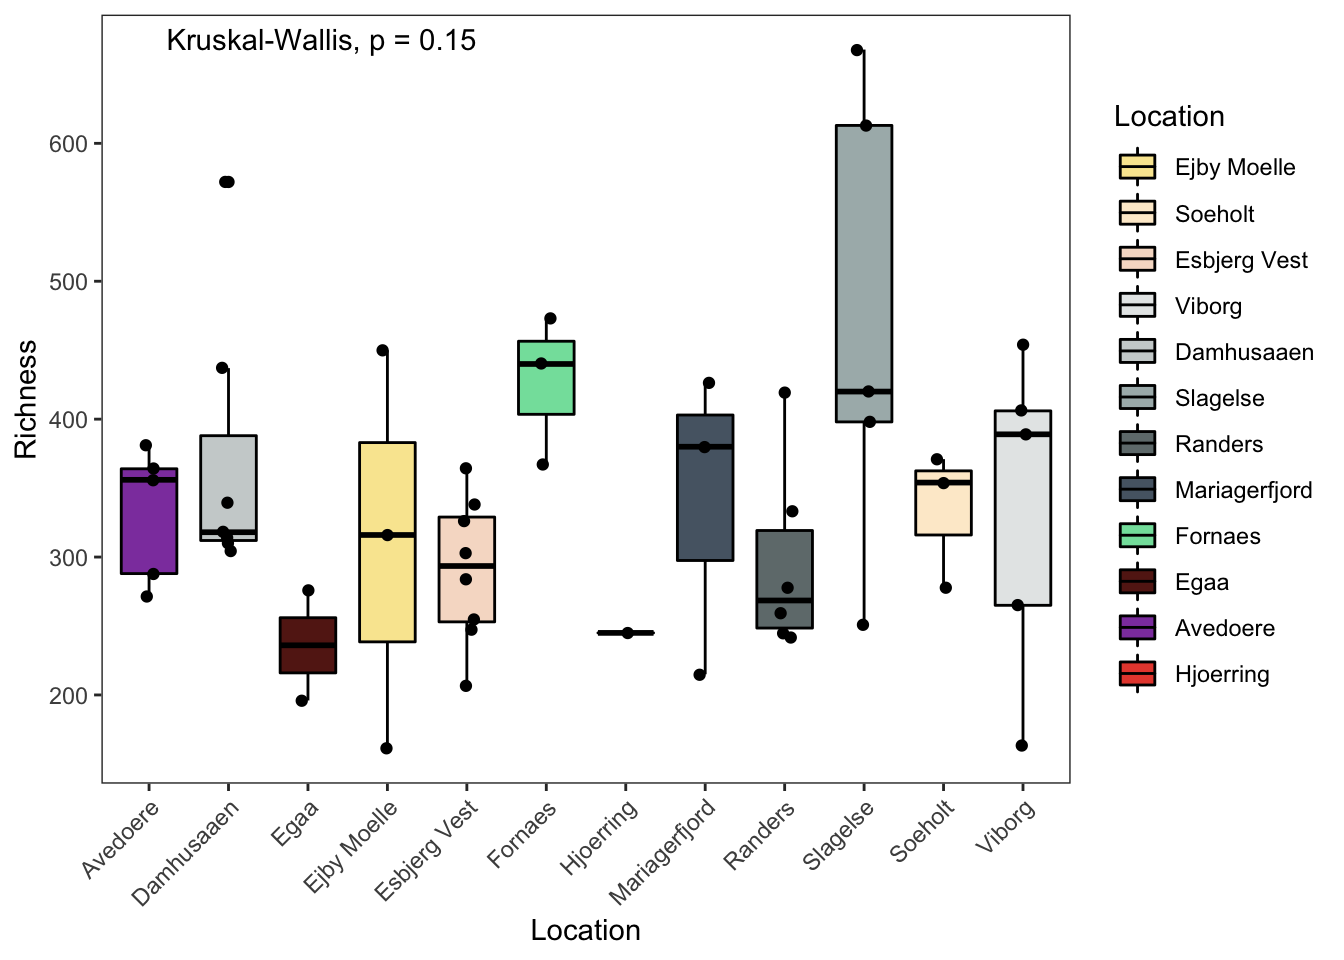 Kruskal-Wallis, p = 0.15
Richness
600
500
400
300
200
Avedoere
Damhusaaen
Egaa
Ejby Moelle
Esbjerg Vest
Fornaes
Hjoerring
Mariagerfjord
Randers
Slagelse
Soeholt
Viborg
Location
Location
Ejby Moelle
Soeholt
Esbjerg Vest
Viborg
Damhusaaen
Slagelse
Randers
Mariagerfjord
Fornaes
Egaa
Avedoere
Hjoerring